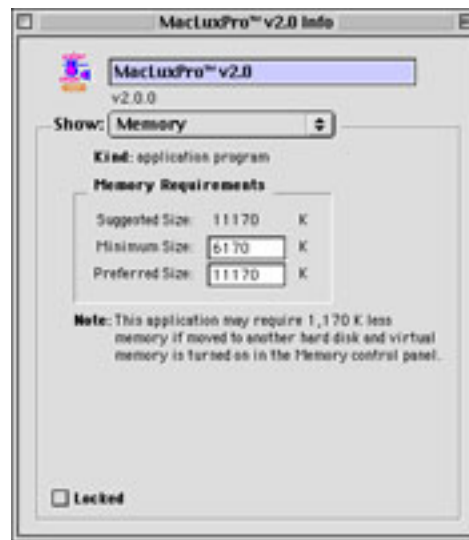 MacLuxPro™ v2.0 Info
MacLuxPro™ v2.0
v2.0.0
Show: Memory
Kind: application program
Memory Requirements
Suggested Size: 11170 K
Minimum Size: 6170 K
Preferred Size: 11170 K
Note: This application may require 1,170 K less
memory if moved to another hard disk and virtual
memory is turned on in the Memory control panel.
Locked